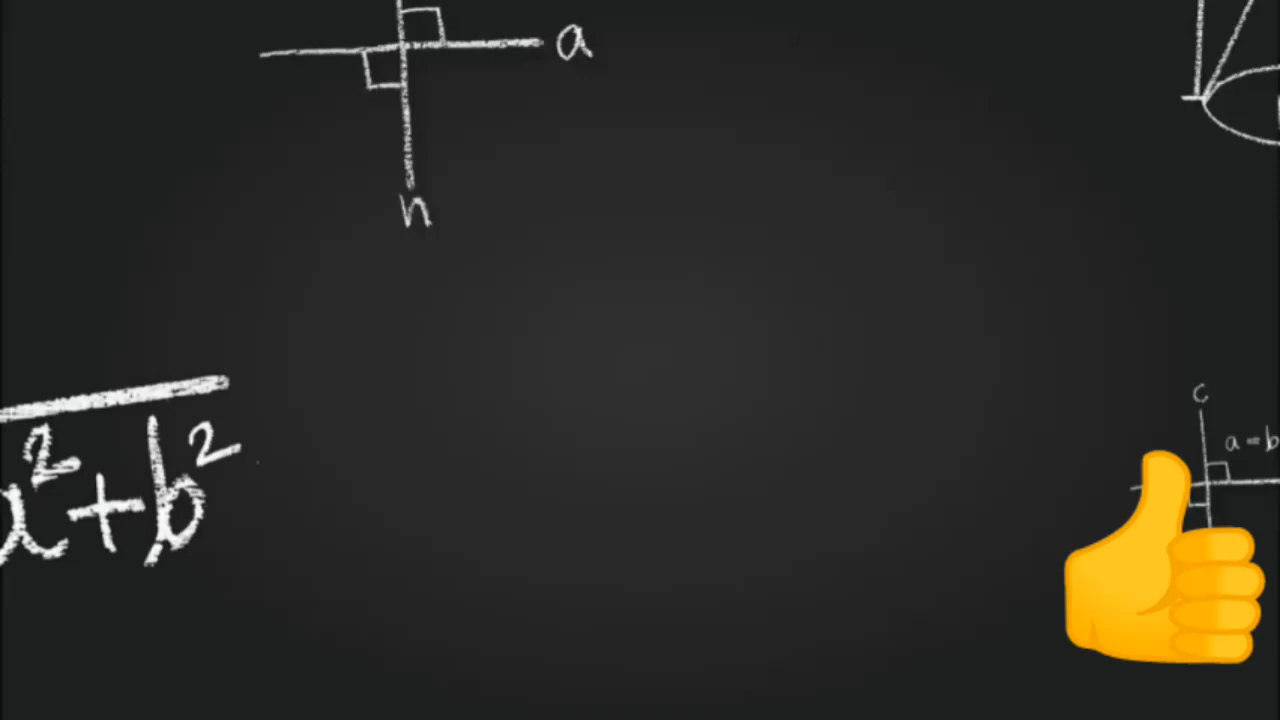 a
n
c
a = b
a²+b²